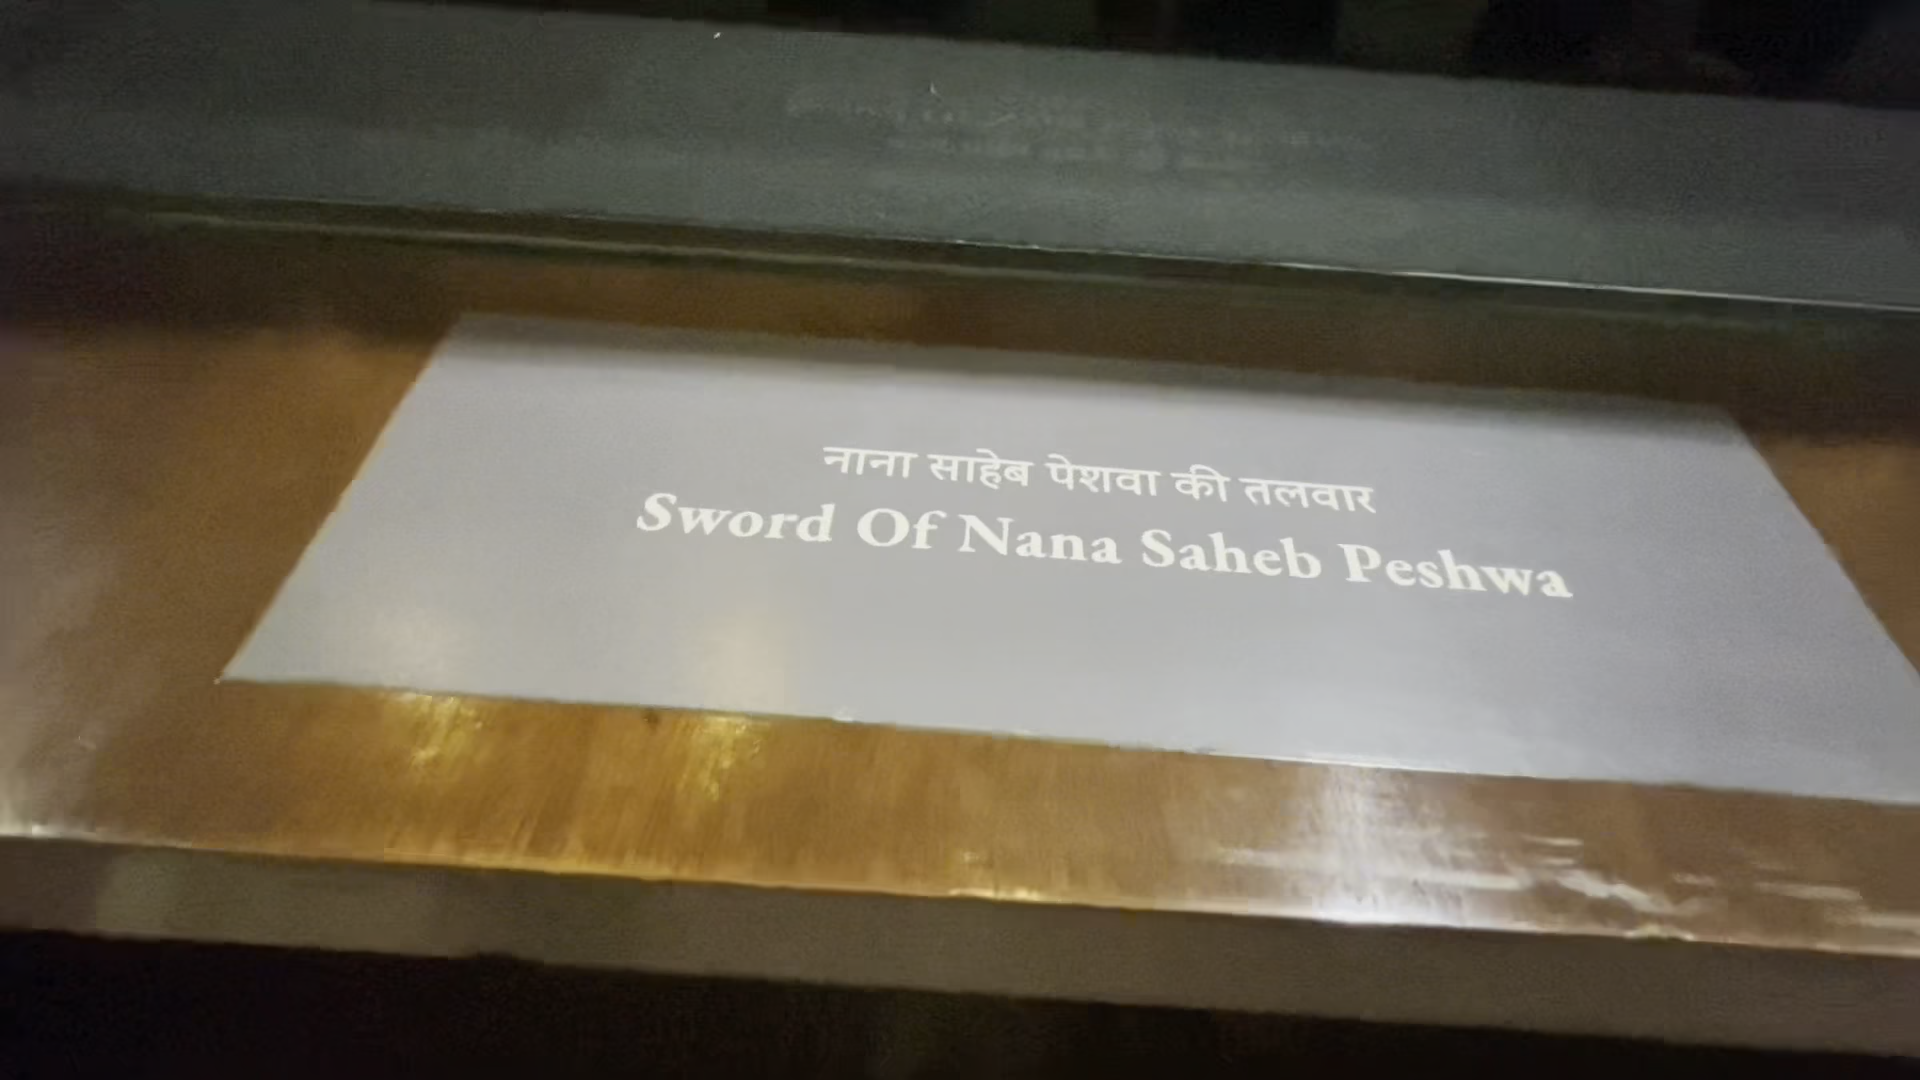 नाना साहेब पेशवा की तलवार
Sword Of Nana Saheb Peshwa